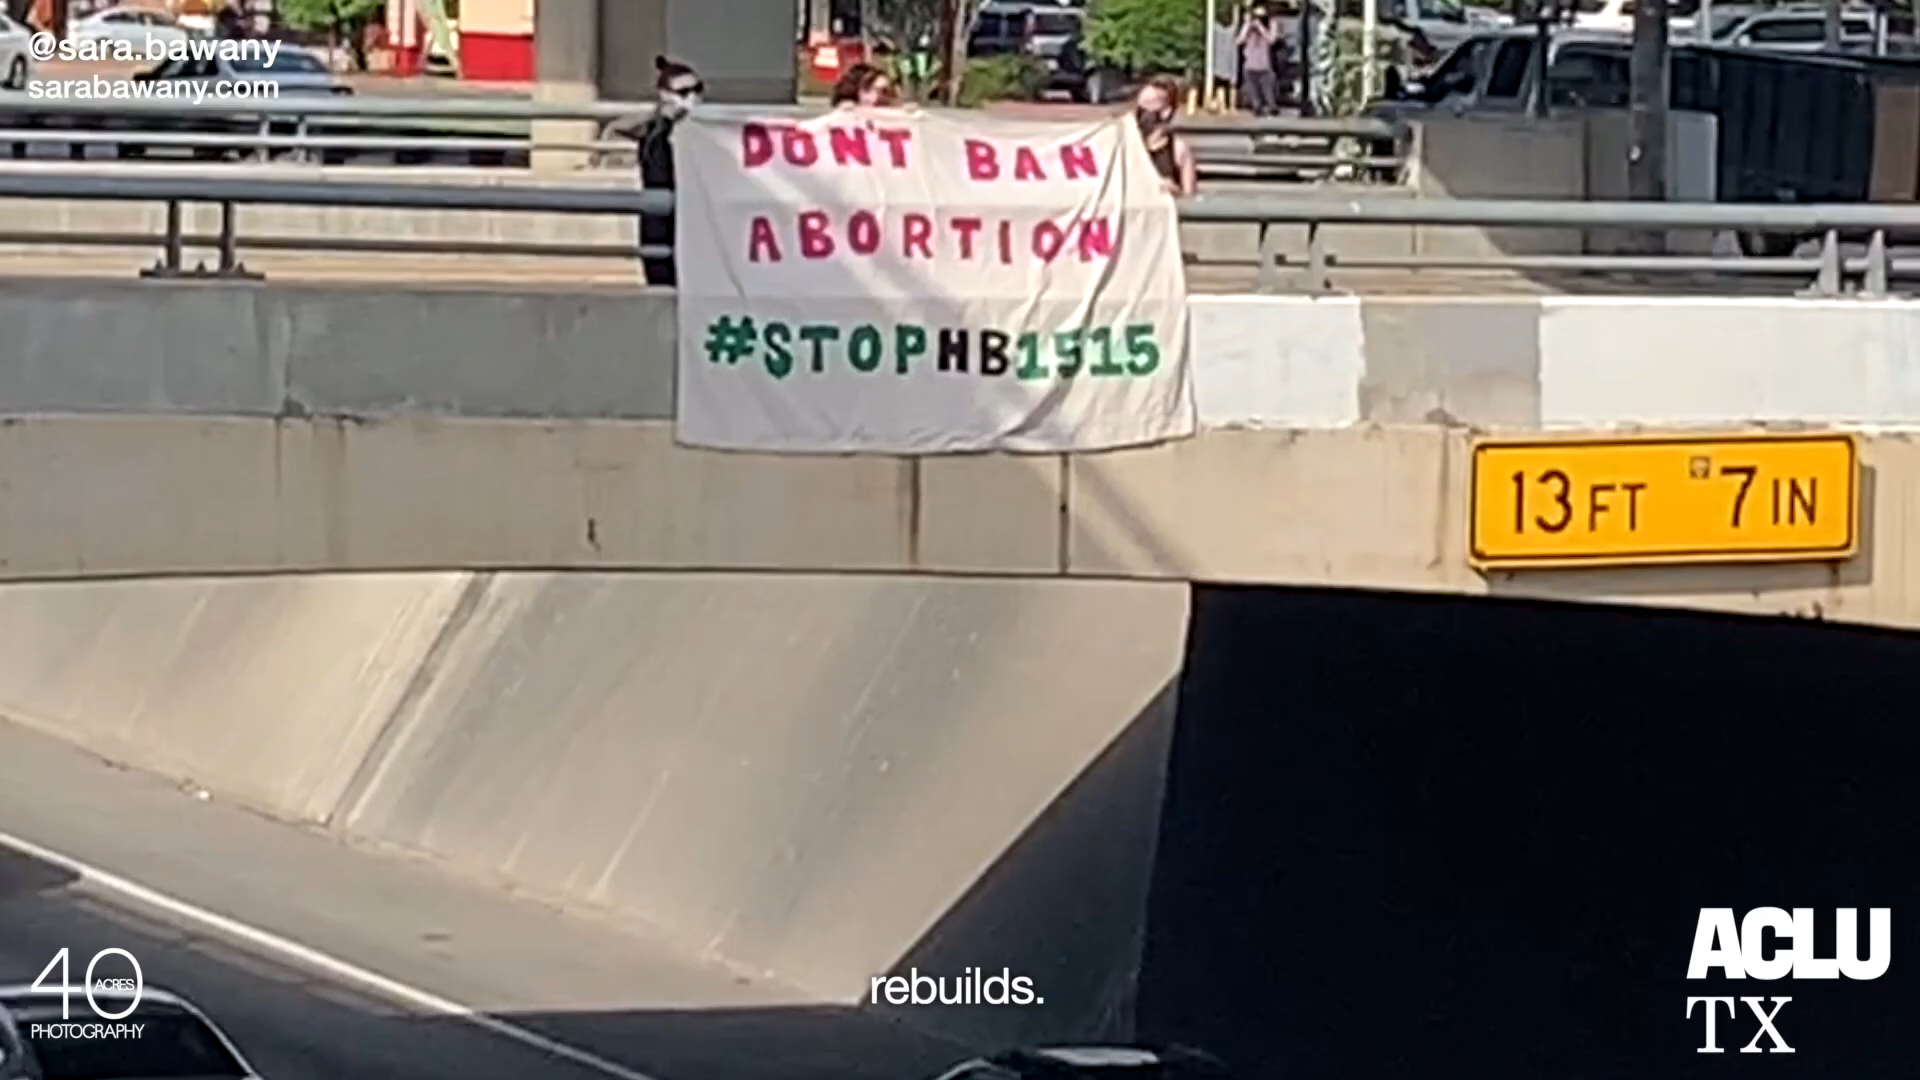 @sara.bawany
sarabawany.com
DON'T BAN
ABORTION
#STOPHB1515
13 FT 7 IN
40
ACRES
PHOTOGRAPHY
rebuilds.
ACLU
TX